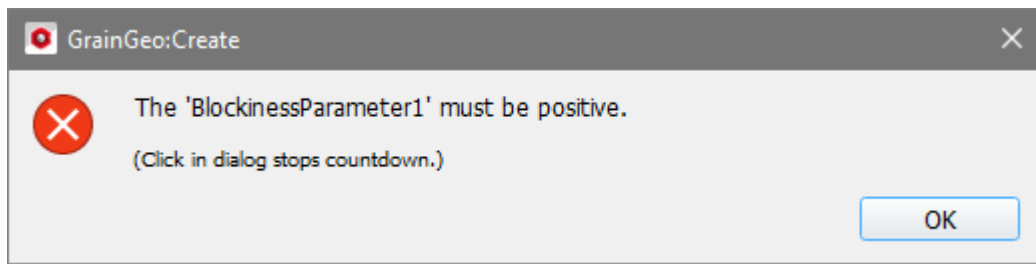 GrainGeo:Create
The 'BlockinessParameter1' must be positive.
(Click in dialog stops countdown.)
OK